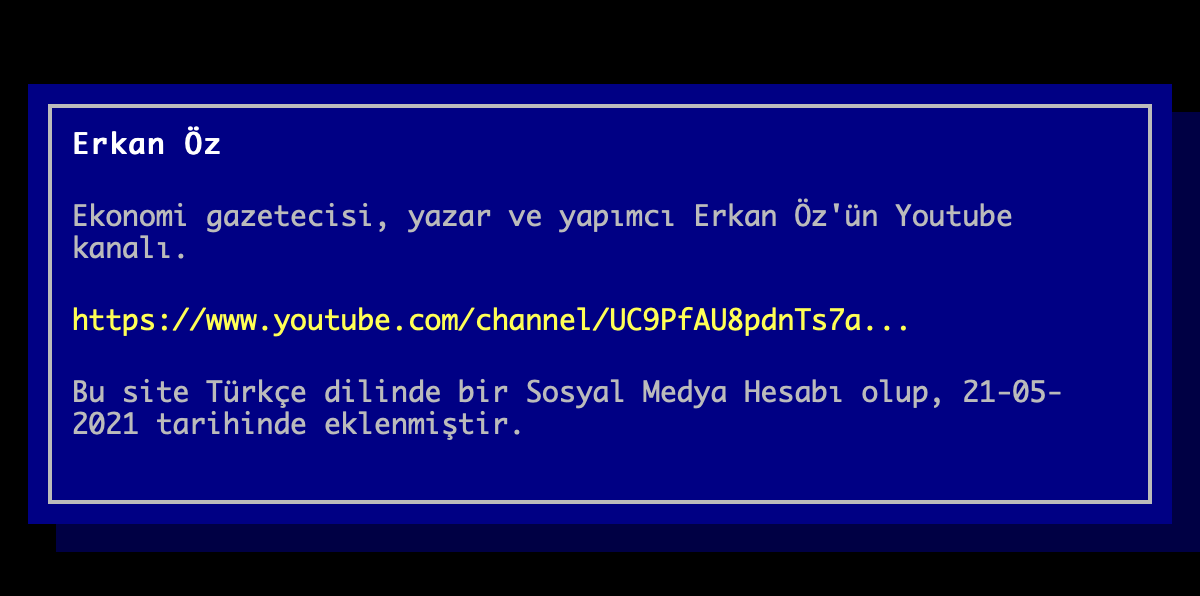 Erkan Öz
Ekonomi gazetecisi, yazar ve yapımcı Erkan Öz'ün Youtube
kanalı.
https://www.youtube.com/channel/UC9PfAU8pdnTs7a...
Bu site Türkçe dilinde bir Sosyal Medya Hesabı olup, 21-05-
2021 tarihinde eklenmiştir.